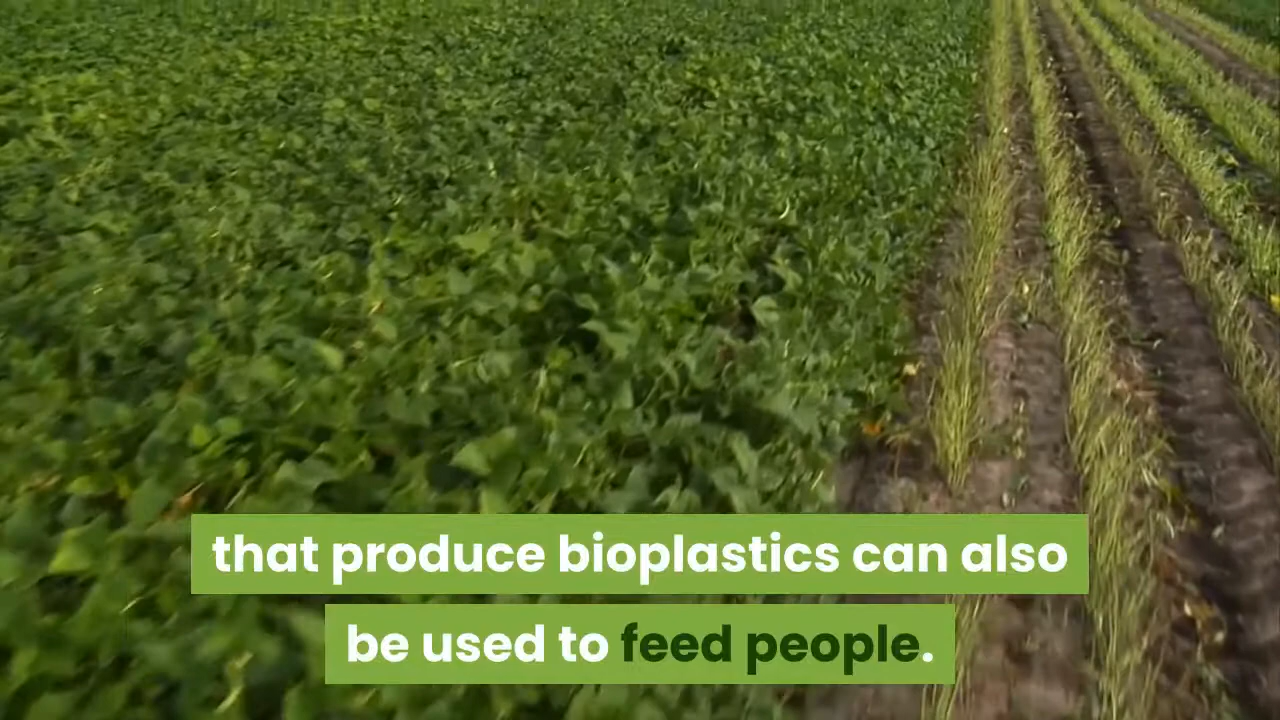 that produce bioplastics can also
be used to feed people.